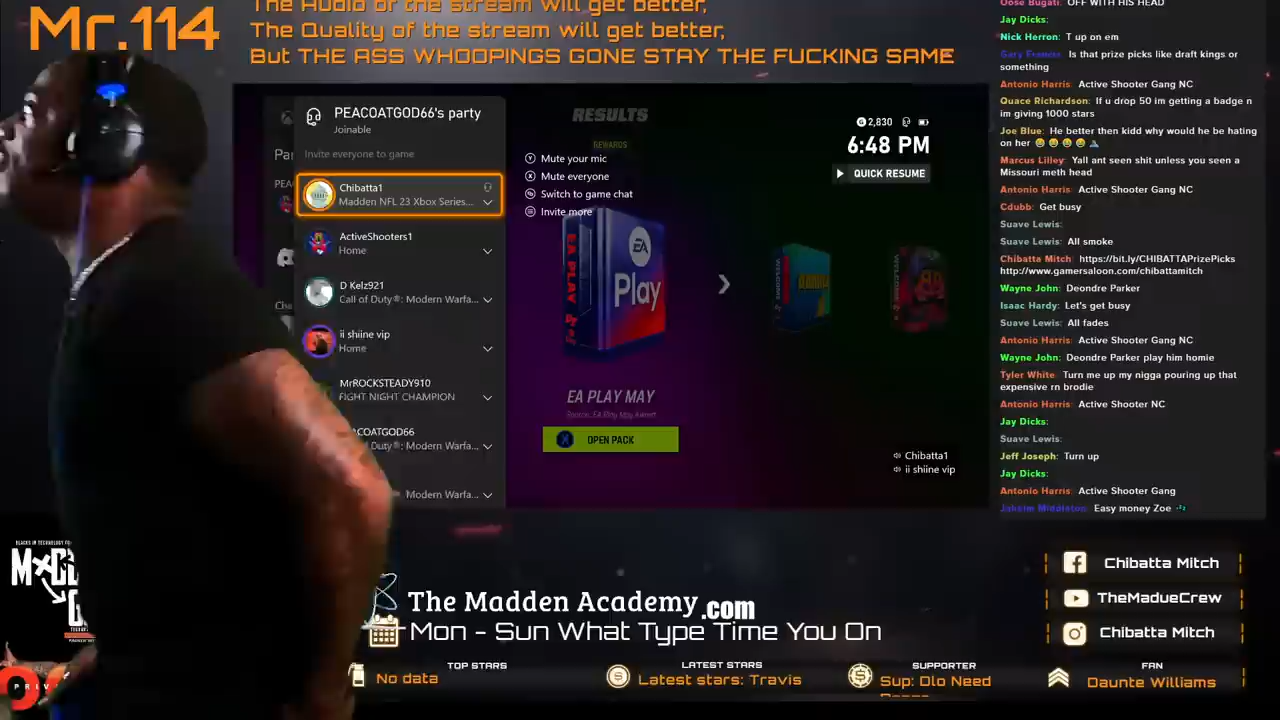 Mr.114
The Audio of the stream will get better,
The Quality of the stream will get better,
But THE ASS WHOOPINGS GONE STAY THE FUCKING SAME
PEACOATGOD66's party
Joinable
Invite everyone to game
Chibatta1
Madden NFL 23 Xbox Series...
ActiveShooters1
Home
D Kelz921
Call of Duty®: Modern Warfa...
ii shiine vip
Home
MrROCKSTEADY910
FIGHT NIGHT CHAMPION
Modern Warfa...
Modern Warfa...
RESULTS
REWARDS
Mute your mic
Mute everyone
Switch to game chat
Invite more
EA
Play
EA PLAY
EA PLAY MAY
OPEN PACK
2,830
6:48 PM
QUICK RESUME
Chibatta1
ii shiine vip
OFF WITH HIS HEAD
Jay Dicks:
Nick Herron: T up on em
Gary Francis: Is that prize picks like draft kings or
something
Antonio Harris: Active Shooter Gang NC
Quace Richardson: If u drop 50 im getting a badge n
im giving 1000 stars
Joe Blue: He better then kidd why would he be hating
on her
Marcus Lilley: Yall ant seen shit unless you seen a
Missouri meth head
Antonio Harris: Active Shooter Gang NC
Cdubb: Get busy
Suave Lewis:
Suave Lewis: All smoke
Chibatta Mitch: https://bit.ly/CHIBATTAPrizePicks
http://www.gamersaloon.com/chibattamitch
Wayne John: Deondre Parker
Isaac Hardy: Let's get busy
Suave Lewis: All fades
Antonio Harris: Active Shooter Gang NC
Wayne John: Deondre Parker play him homie
Tyler White: Turn me up my nigga pouring up that
expensive rn brodie
Antonio Harris: Active Shooter NC
Jay Dicks:
Suave Lewis:
Jeff Joseph: Turn up
Jay Dicks:
Antonio Harris: Active Shooter Gang
Jaheim Middleton: Easy money Zoe
The Madden Academy.com
Mon - Sun What Type Time You On
Chibatta Mitch
TheMadueCrew
Chibatta Mitch
TOP STARS
No data
LATEST STARS
Latest stars: Travis
SUPPORTER
Sup: Dlo Need
FAN
Daunte Williams